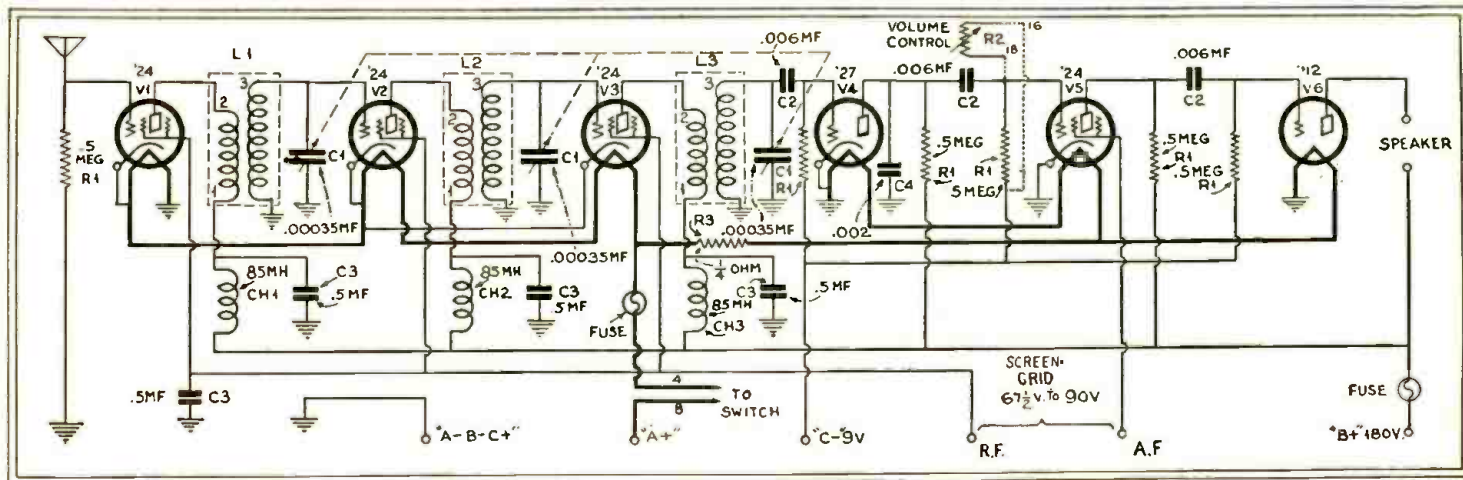 '24
V1
.5
MEG
R1
L1
2
3
1
C1
.00035MF
85MH
CH1
C3
.5MF
.5MF
C3
'24
V2
L2
2
3
1
C1
.00035MF
85MH
CH2
C3
.5MF
'24
V3
L3
2
3
1
C1
R1
.00035MF
R3
1/4
OHM
85MH
CH3
C3
.5MF
FUSE
.006MF
C2
'27
V4
C4
.002
.5MEG
R1
.006MF
C2
VOLUME
CONTROL
R2
16
18
R1
.5MEG
'24
V5
.5MEG
R1
.5MEG
R1
.006MF
C2
'12
V6
SPEAKER
FUSE
4
8
TO
SWITCH
SCREEN-
GRID
67½V. TO 90V
"A-B-C+"
"A+"
"C-"9V
R.F.
A.F
"B+"180V.